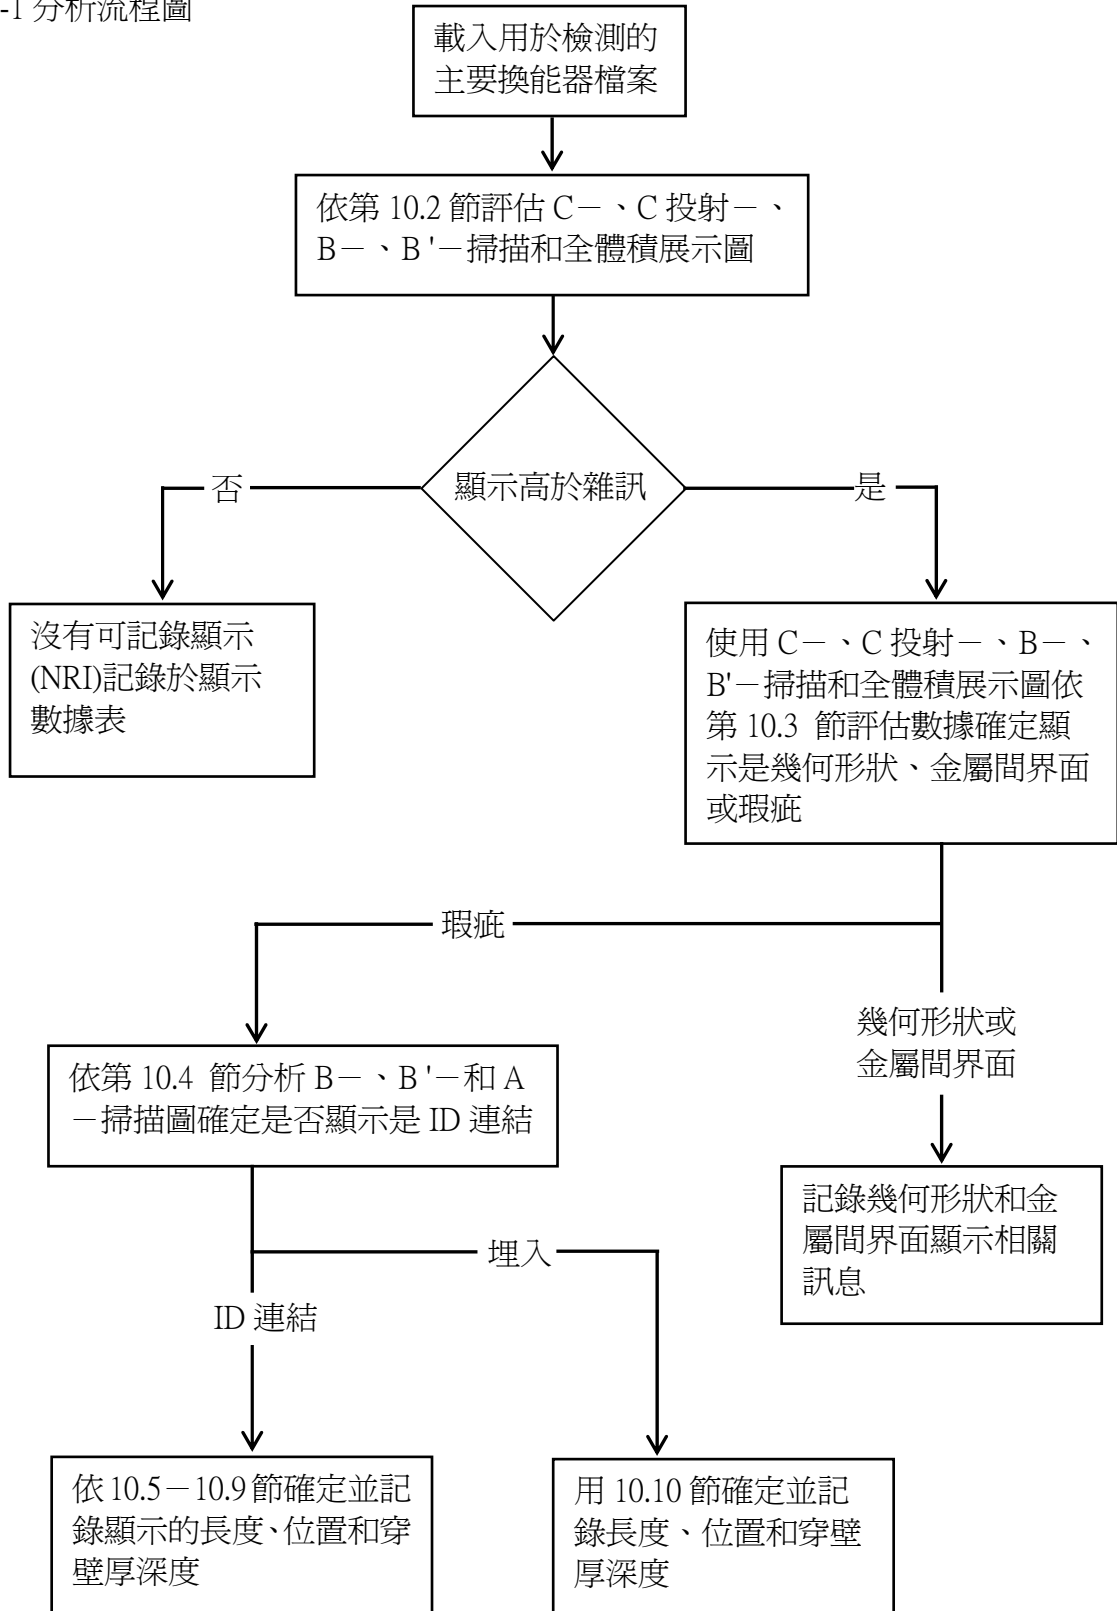 -1 分析流程圖
載入用於檢測的
主要換能器檔案
依第 10.2 節評估 C－、C 投射－、
B－、B '－掃描和全體積展示圖
顯示高於雜訊
否
是
沒有可記錄顯示
(NRI)記錄於顯示
數據表
使用 C－、C 投射－、B－、
B'－掃描和全體積展示圖依
第 10.3 節評估數據確定顯
示是幾何形狀、金屬間界面
或瑕疵
瑕疵
幾何形狀或
金屬間界面
依第 10.4 節分析 B－、B '－和 A
－掃描圖確定是否顯示是 ID 連結
記錄幾何形狀和金
屬間界面顯示相關
訊息
埋入
ID 連結
依 10.5－10.9 節確定並記
錄顯示的長度、位置和穿
壁厚深度
用 10.10 節確定並記
錄長度、位置和穿壁
厚深度